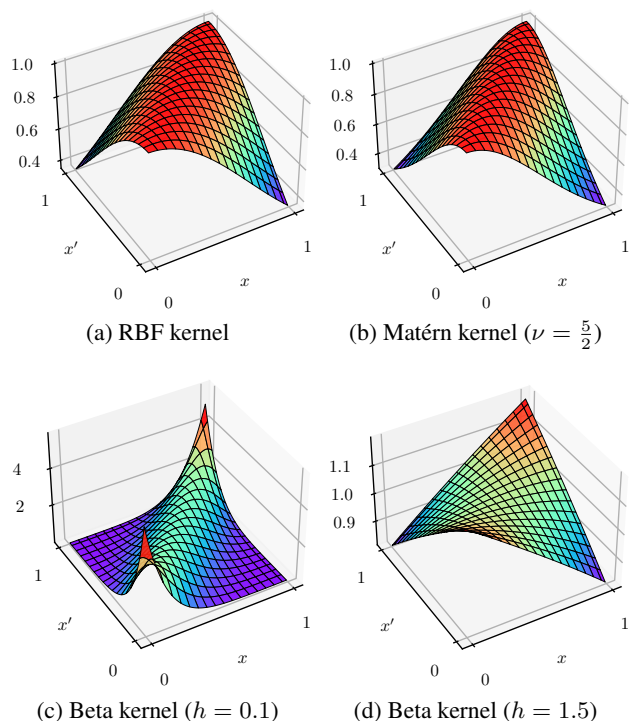 1.0
0.8
0.6
0.4
1
x′
0
0
x
1
(a) RBF kernel
1.0
0.8
0.6
0.4
1
x′
0
0
x
1
(b) Matérn kernel (ν = 5/2)
4
2
1
x′
0
0
x
1
(c) Beta kernel (h = 0.1)
1.1
1.0
0.9
1
x′
0
0
x
1
(d) Beta kernel (h = 1.5)